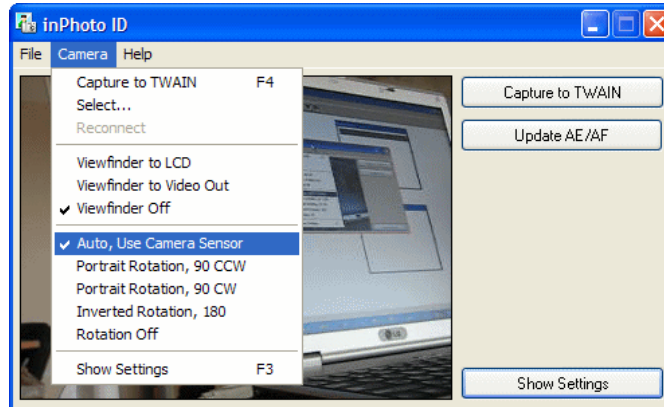 inPhoto ID
File Camera Help
Capture to TWAIN F4
Select...
Reconnect
Viewfinder to LCD
Viewfinder to Video Out
Viewfinder Off
Auto, Use Camera Sensor
Portrait Rotation, 90 CCW
Portrait Rotation, 90 CW
Inverted Rotation, 180
Rotation Off
Show Settings F3
Capture to TWAIN
Update AE/AF
Show Settings
LG